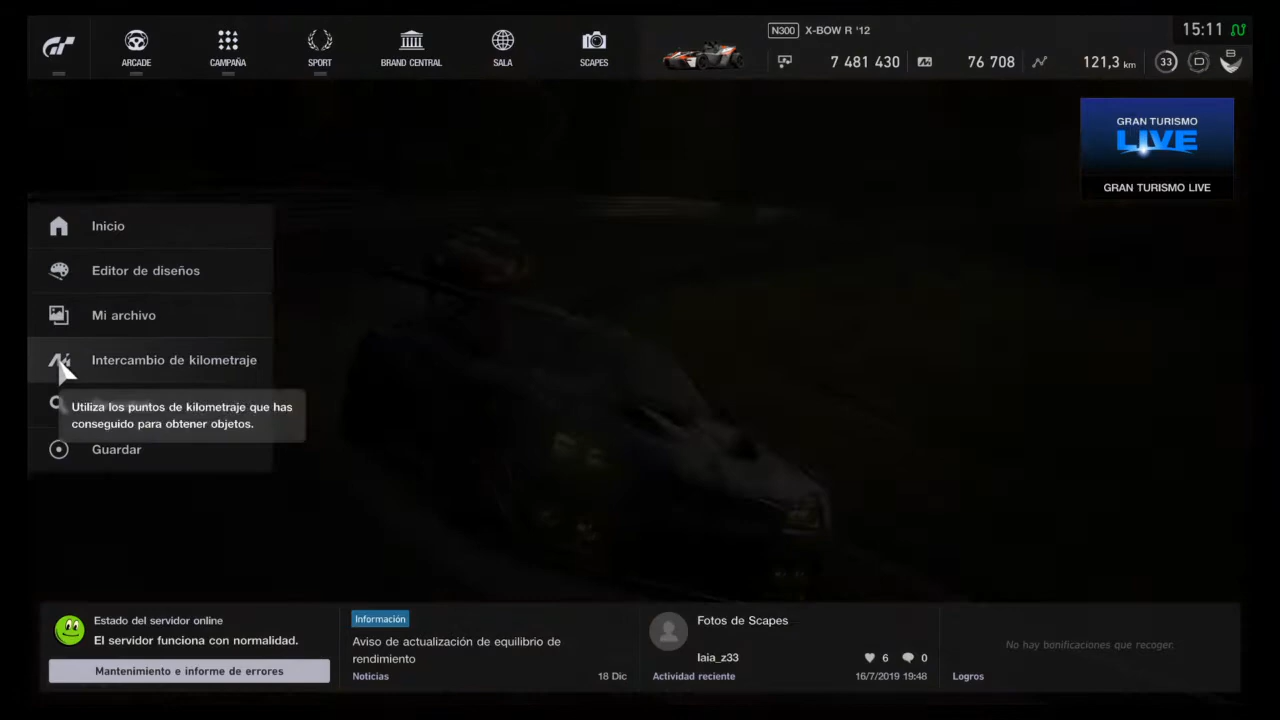 ARCADE
CAMPAÑA
SPORT
BRAND CENTRAL
SALA
SCAPES
N300 X-BOW R '12
7 481 430
76 708
121,3 km
33
D
B
15:11
GRAN TURISMO
LIVE
GRAN TURISMO LIVE
Inicio
Editor de diseños
Mi archivo
Intercambio de kilometraje
Utiliza los puntos de kilometraje que has
conseguido para obtener objetos.
Guardar
Estado del servidor online
El servidor funciona con normalidad.
Mantenimiento e informe de errores
Información
Aviso de actualización de equilibrio de
rendimiento
Noticias 18 Dic
Fotos de Scapes
laia_z33 6 0
Actividad reciente 16/7/2019 19:48
No hay bonificaciones que recoger.
Logros